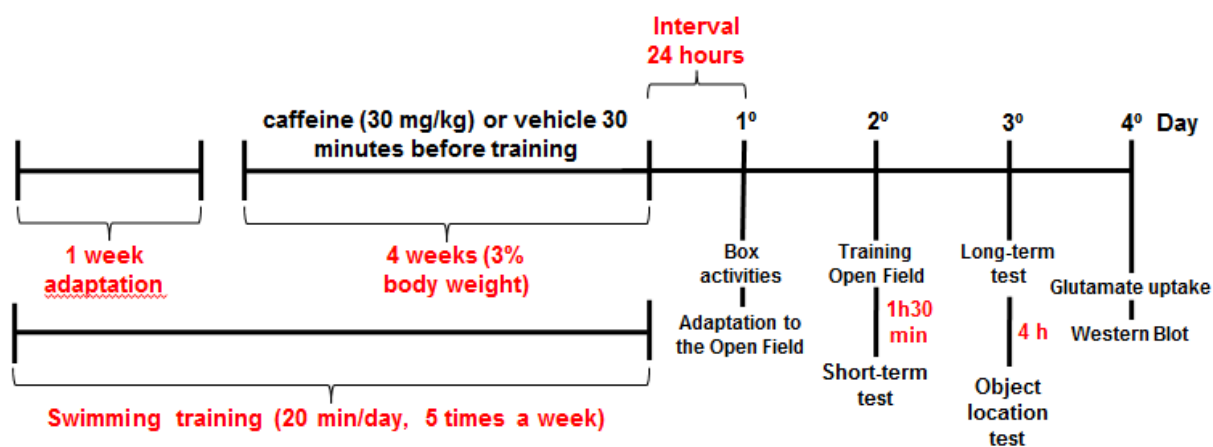 Interval
24 hours
caffeine (30 mg/kg) or vehicle 30
minutes before training
1º
2º
3º
4º Day
1 week
adaptation
4 weeks (3%
body weight)
Box
activities
Adaptation to
the Open Field
Training
Open Field
1h30
min
Short-term
test
Long-term
test
4 h
Object
location
test
Glutamate uptake
Western Blot
Swimming training (20 min/day, 5 times a week)